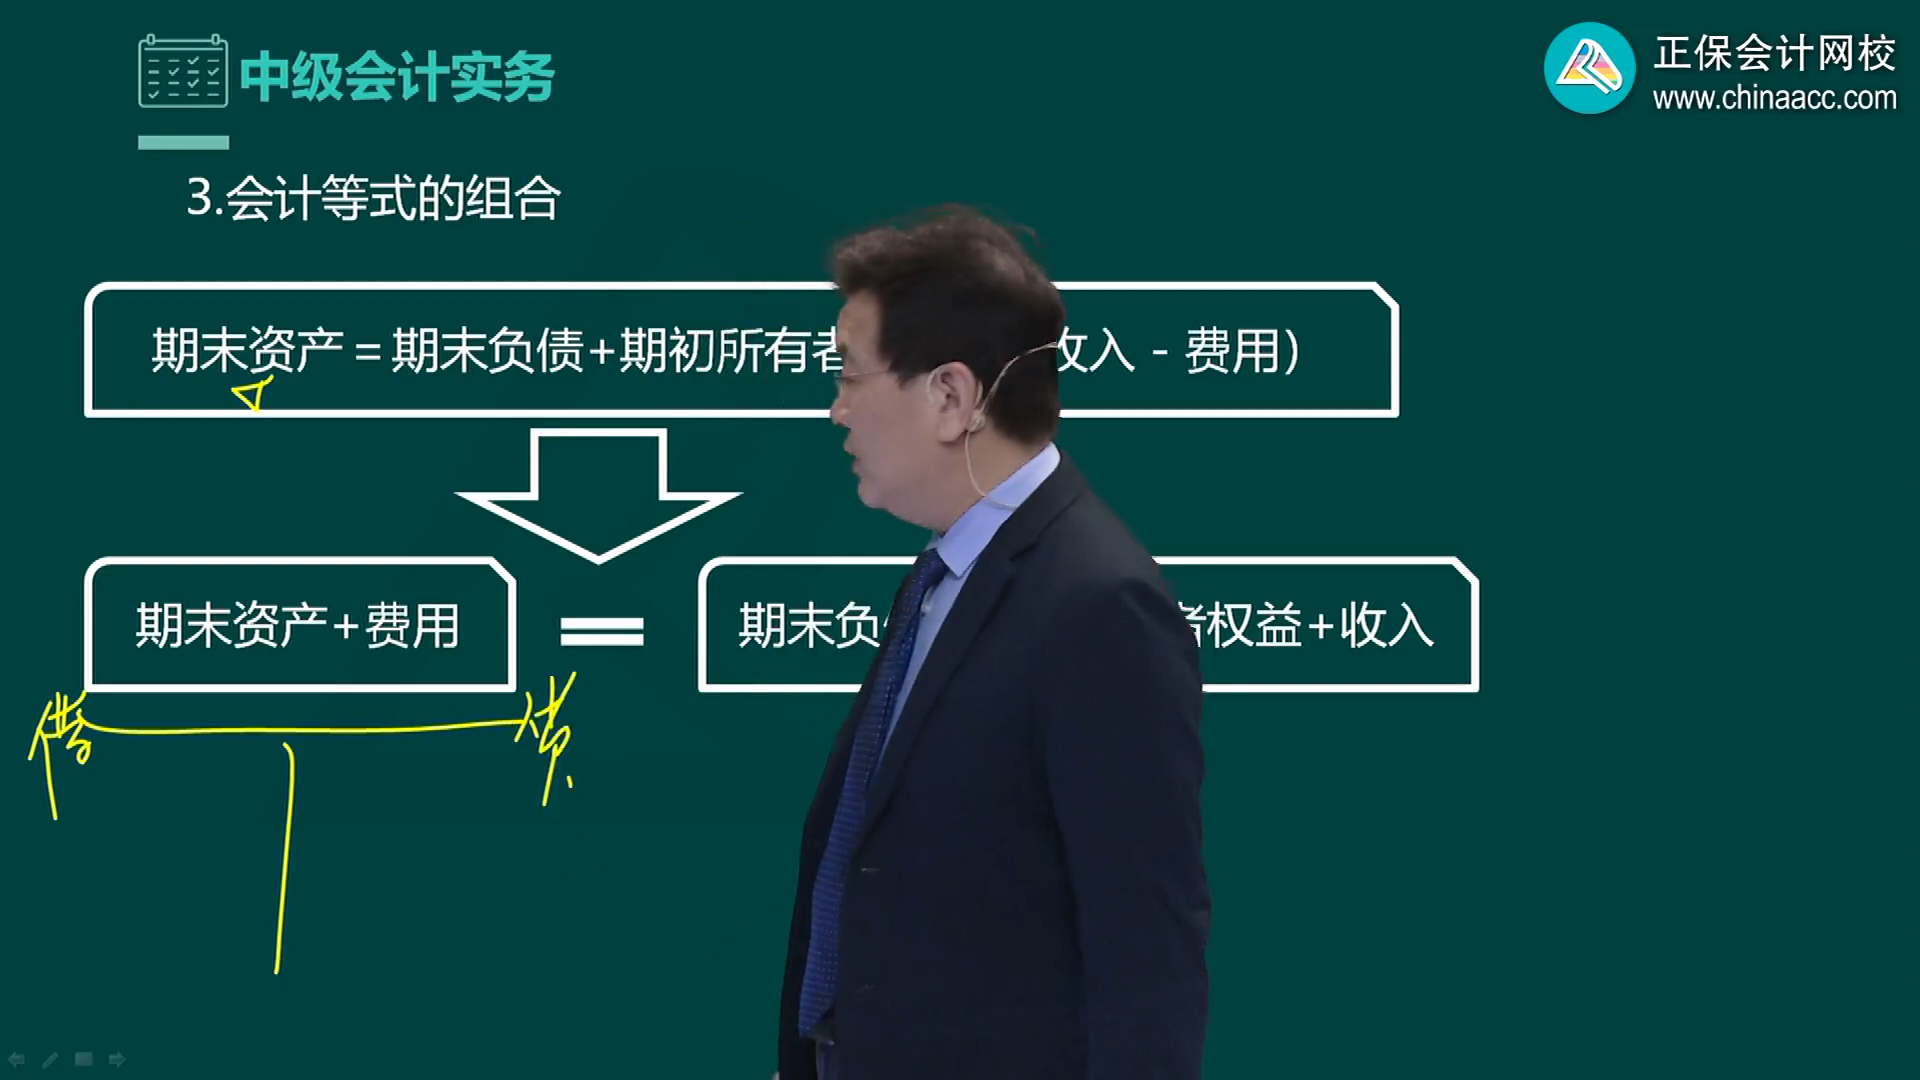 中级会计实务
正保会计网校
www.chinaacc.com
3.会计等式的组合
期末资产=期末负债+期初所有 收入-费用)
期末资产+费用
=
期末负 权益+收入
借 贷